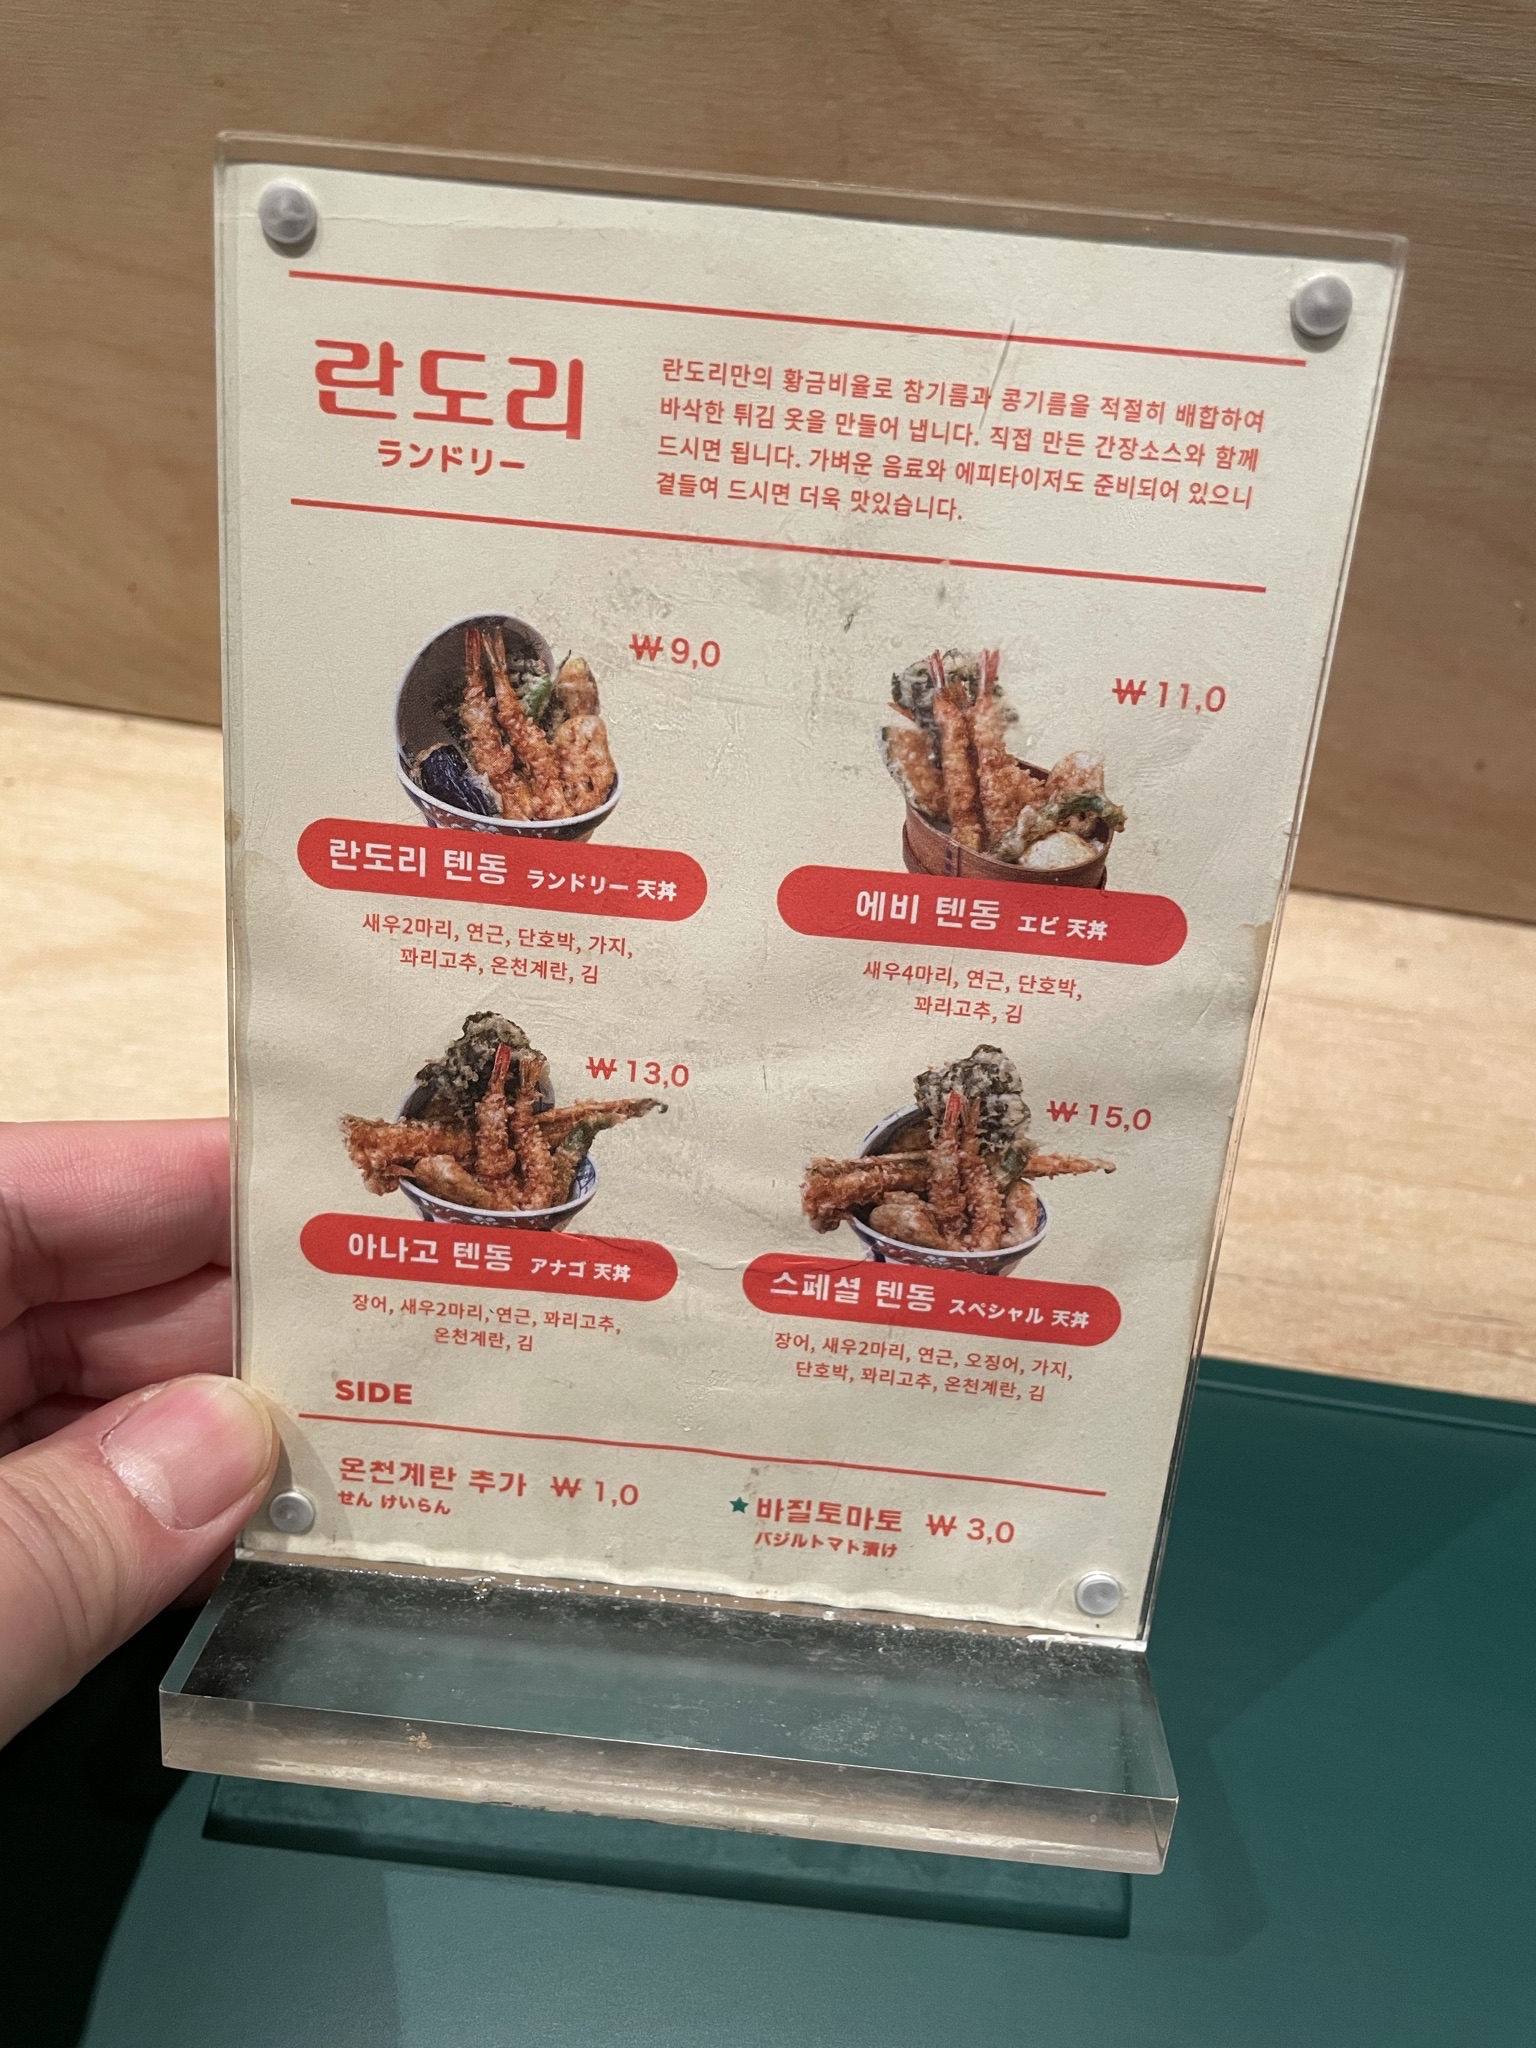 란도리
ランドリー
란도리만의 황금비율로 참기름과 콩기름을 적절히 배합하여
바삭한 튀김 옷을 만들어 냅니다. 직접 만든 간장소스와 함께
드시면 됩니다. 가벼운 음료와 에피타이저도 준비되어 있으니
곁들여 드시면 더욱 맛있습니다.
₩ 9,0
란도리 텐동 ランドリー 天丼
새우2마리, 연근, 단호박, 가지,
꽈리고추, 온천계란, 김
₩ 11,0
에비 텐동 エビ 天丼
새우4마리, 연근, 단호박,
꽈리고추, 김
₩ 13,0
아나고 텐동 アナゴ 天丼
장어, 새우2마리, 연근, 꽈리고추,
온천계란, 김
₩ 15,0
스페셜 텐동 スペシャル 天丼
장어, 새우2마리, 연근, 오징어, 가지,
단호박, 꽈리고추, 온천계란, 김
SIDE
온천계란 추가 ₩ 1,0
せん けいらん
★ 바질토마토 ₩ 3,0
バジルトマト漬け